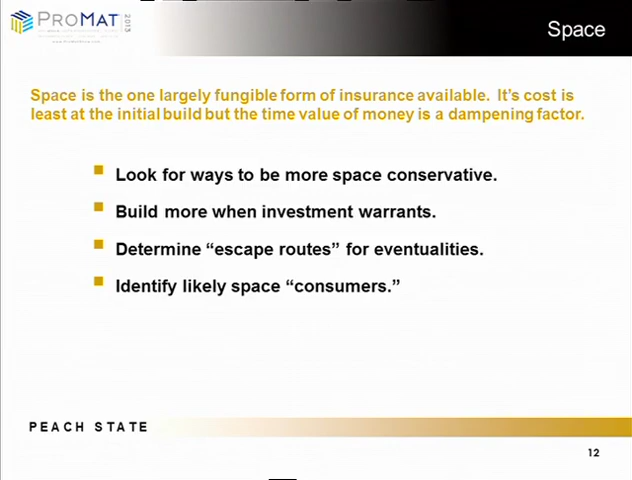 PROMAT
2013
Space
Space is the one largely fungible form of insurance available.  It's cost is
least at the initial build but the time value of money is a dampening factor.
Look for ways to be more space conservative.
Build more when investment warrants.
Determine “escape routes” for eventualities.
Identify likely space “consumers.”
PEACH STATE
12